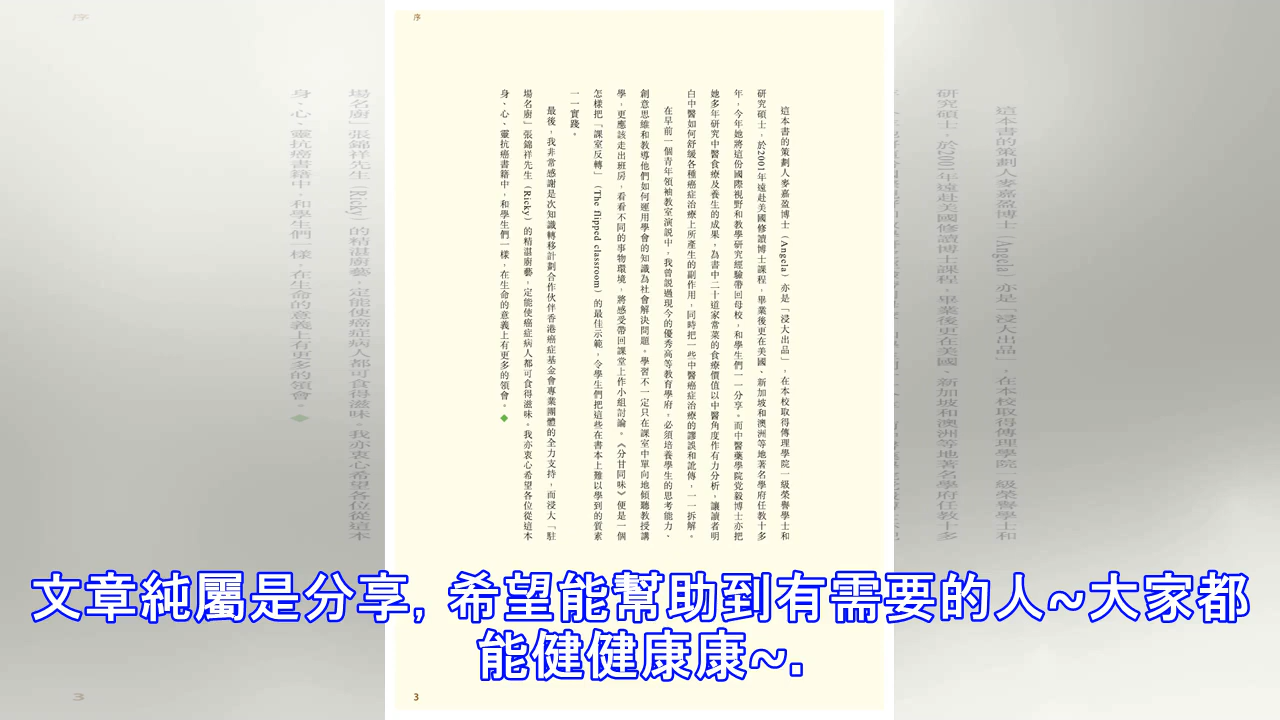 序
這本書的策劃人麥嘉盈博士（Angela）亦是「浸大出品」，在本校取得傳理學院一級榮譽學士和
研究碩士，於2001年遠赴美國修讀博士課程，畢業後更在美國、新加坡和澳洲等地著名學府任教十多
年，今年她將這份國際視野和教學研究經驗帶回母校，和學生們一一分享。而中醫藥學院党毅博士亦把
她多年研究中醫食療及養生的成果，為書中二十道家常菜的食療價值以中醫角度作有力分析，讓讀者明
白中醫如何舒緩各種癌症治療上所產生的副作用，同時把一些中醫癌症治療的謬誤和訛傳，一一拆解。
在早前一個青年領袖教室演說中，我曾說過現今的優秀高等教育學府，必須培養學生的思考能力、
創意思維和教導他們如何運用學會的知識為社會解決問題。學習不一定只在課室中單向地傾聽教授講
學，更應該走出班房，看看不同的事物環境，將感受帶回課堂上作小組討論。《分甘同味》便是一個
怎樣把「課室反轉」（The flipped classroom）的最佳示範，令學生們把這些在書本上難以學到的質素
一一實踐。
最後，我非常感謝是次知識轉移計劃合作伙伴香港癌症基金會專業團體的全力支持，而浸大「駐
場名廚」張錦祥先生（Ricky）的精湛廚藝，定能使癌症病人都可食得滋味。我亦衷心希望各位從這本
身、心、靈抗癌書籍中，和學生們一樣，在生命的意義上有更多的領會。◆
3
文章純屬是分享, 希望能幫助到有需要的人~大家都
能健健康康~.